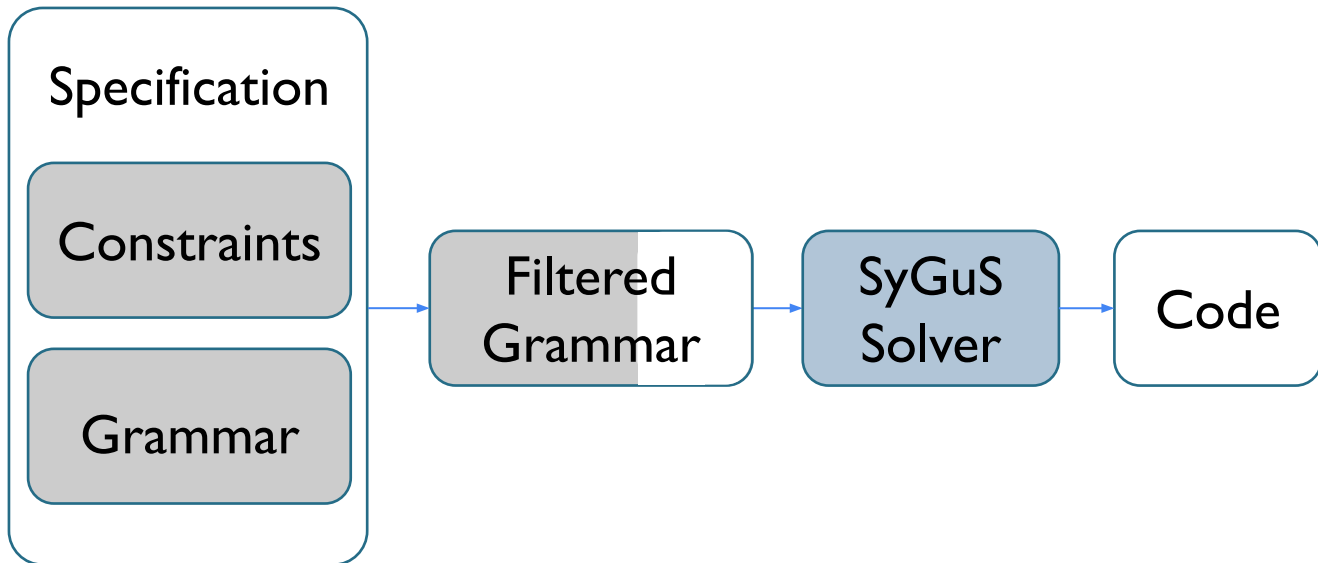 Specification
Constraints
Grammar
Filtered
Grammar
SyGuS
Solver
Code